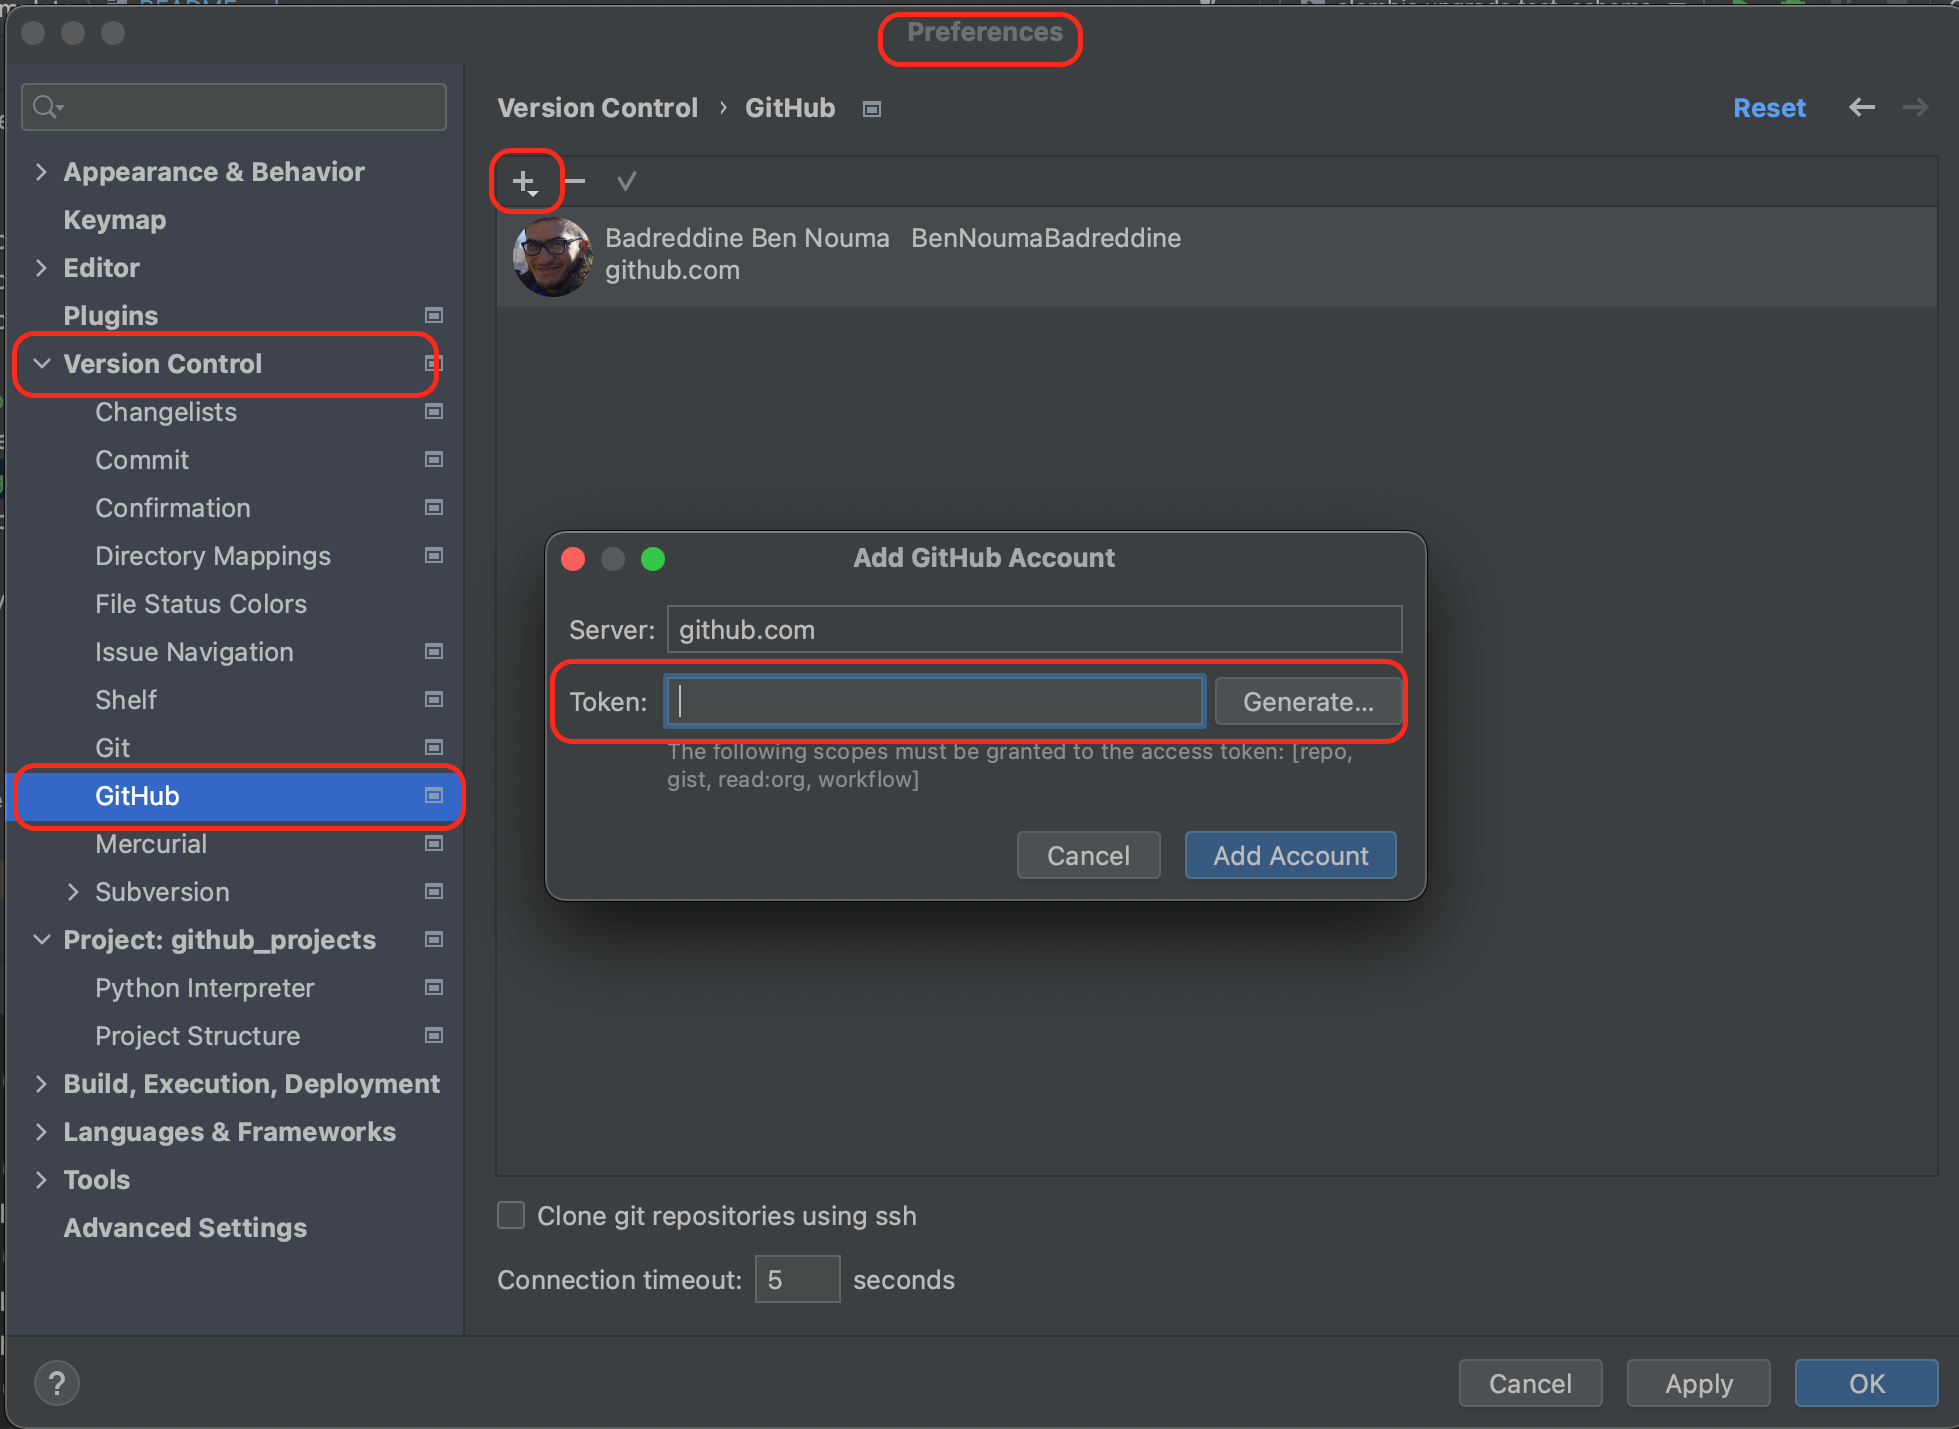 Preferences
Version Control › GitHub
Reset
Appearance & Behavior
Keymap
Editor
Plugins
Version Control
Changelists
Commit
Confirmation
Directory Mappings
File Status Colors
Issue Navigation
Shelf
Git
GitHub
Mercurial
Subversion
Project: github_projects
Python Interpreter
Project Structure
Build, Execution, Deployment
Languages & Frameworks
Tools
Advanced Settings
Badreddine Ben Nouma BenNoumaBadreddine
github.com
Add GitHub Account
Server: github.com
Token: Generate...
The following scopes must be granted to the access token: [repo,
gist, read:org, workflow]
Cancel Add Account
Clone git repositories using ssh
Connection timeout: 5 seconds
? Cancel Apply OK